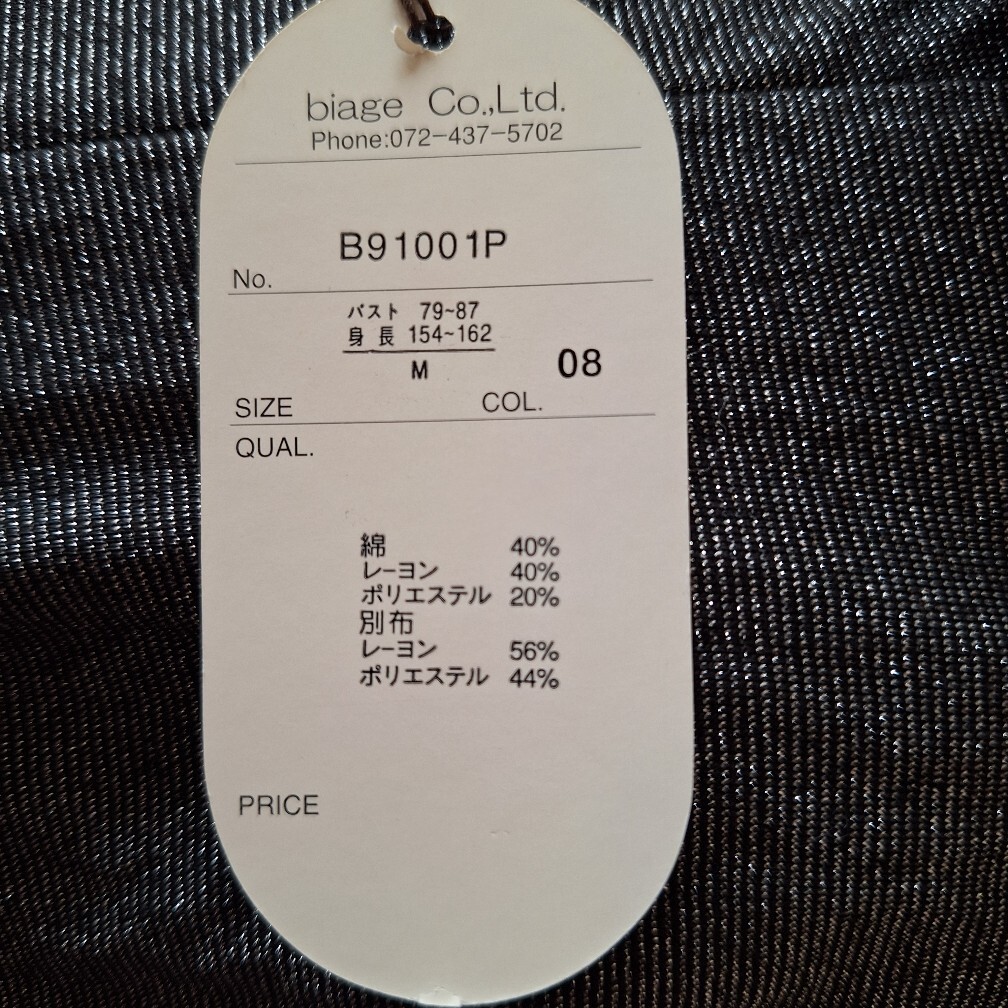 biage Co.,Ltd.
Phone:072-437-5702
B91001P
No.
バスト 79~87
身長 154~162
M
08
SIZE
COL.
QUAL.
綿 40%
レーヨン 40%
ポリエステル 20%
別布
レーヨン 56%
ポリエステル 44%
PRICE